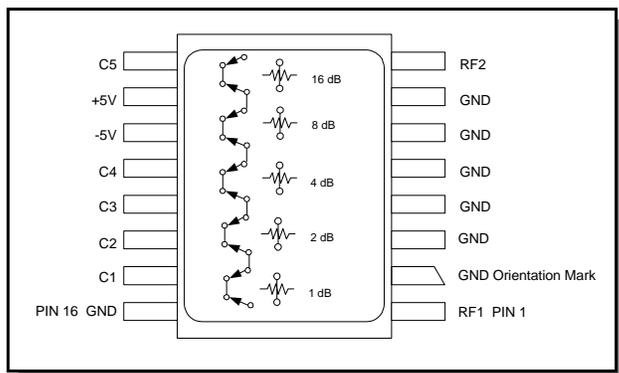 C5
+5V
-5V
C4
C3
C2
C1
PIN 16 GND
16 dB
8 dB
4 dB
2 dB
1 dB
RF2
GND
GND
GND
GND
GND
GND Orientation Mark
RF1 PIN 1